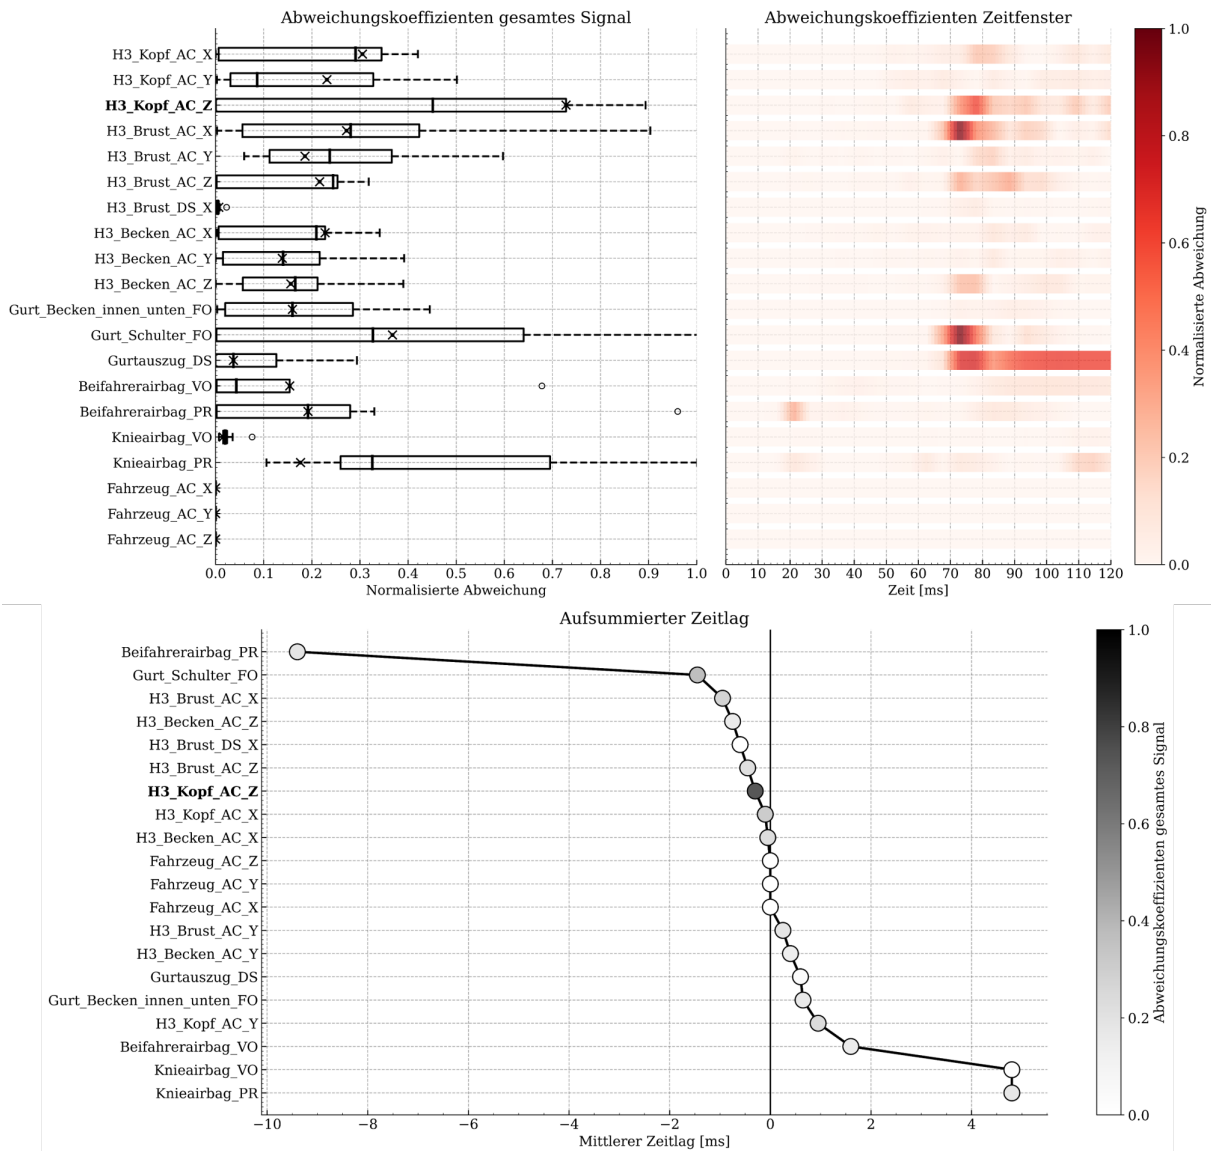 Abweichungskoeffizienten gesamtes Signal
H3_Kopf_AC_X
H3_Kopf_AC_Y
H3_Kopf_AC_Z
H3_Brust_AC_X
H3_Brust_AC_Y
H3_Brust_AC_Z
H3_Brust_DS_X
H3_Becken_AC_X
H3_Becken_AC_Y
H3_Becken_AC_Z
Gurt_Becken_innen_unten_FO
Gurt_Schulter_FO
Gurtauszug_DS
Beifahrerairbag_VO
Beifahrerairbag_PR
Knieairbag_VO
Knieairbag_PR
Fahrzeug_AC_X
Fahrzeug_AC_Y
Fahrzeug_AC_Z
0.0 0.1 0.2 0.3 0.4 0.5 0.6 0.7 0.8 0.9 1.0
Normalisierte Abweichung
Abweichungskoeffizienten Zeitfenster
0 10 20 30 40 50 60 70 80 90 100 110 120
Zeit [ms]
1.0
0.8
0.6
0.4
0.2
0.0
Normalisierte Abweichung
Aufsummierter Zeitlag
Beifahrerairbag_PR
Gurt_Schulter_FO
H3_Brust_AC_X
H3_Becken_AC_Z
H3_Brust_DS_X
H3_Brust_AC_Z
H3_Kopf_AC_Z
H3_Kopf_AC_X
H3_Becken_AC_X
Fahrzeug_AC_Z
Fahrzeug_AC_Y
Fahrzeug_AC_X
H3_Brust_AC_Y
H3_Becken_AC_Y
Gurtauszug_DS
Gurt_Becken_innen_unten_FO
H3_Kopf_AC_Y
Beifahrerairbag_VO
Knieairbag_VO
Knieairbag_PR
−10 −8 −6 −4 −2 0 2 4
Mittlerer Zeitlag [ms]
1.0
0.8
0.6
0.4
0.2
0.0
Abweichungskoeffizienten gesamtes Signal